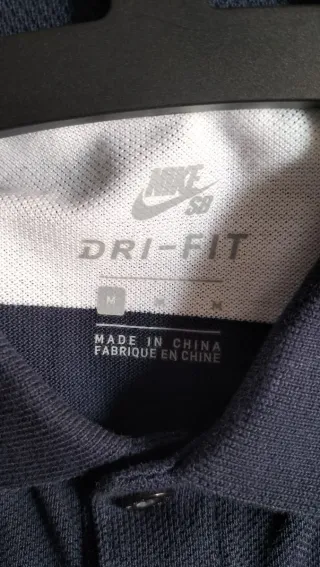 NIKE
SB
DRI-FIT
M M M
MADE IN CHINA
FABRIQUE EN CHINE